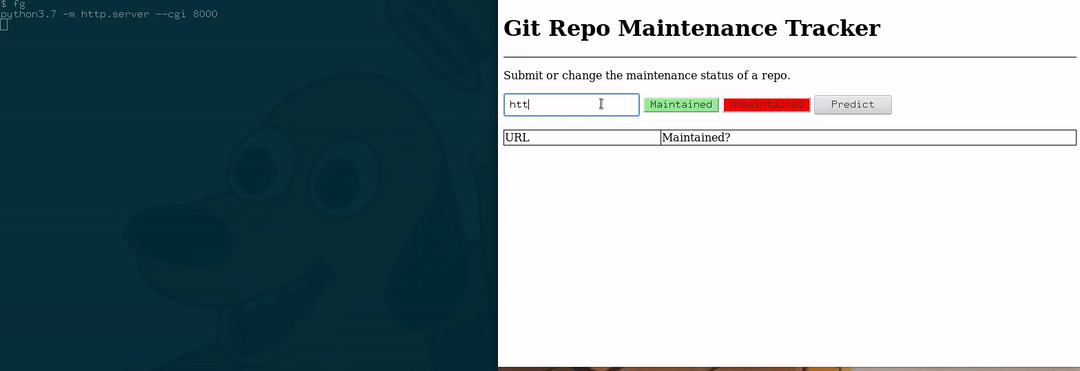 $ fg
python3.7 -m http.server --cgi 8000
Git Repo Maintenance Tracker
Submit or change the maintenance status of a repo.
htt Maintained Unmaintained Predict
URL Maintained?